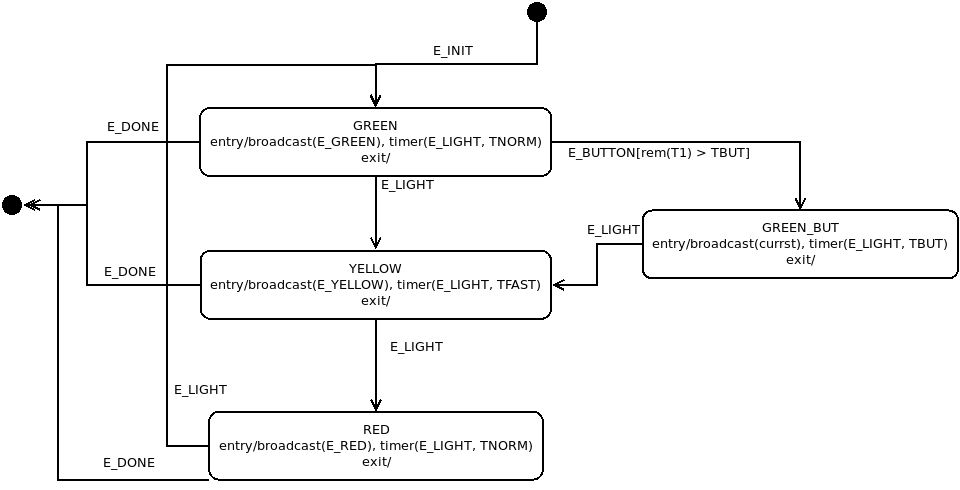 E_INIT
E_DONE
GREEN
entry/broadcast(E_GREEN), timer(E_LIGHT, TNORM)
exit/
E_BUTTON[rem(T1) > TBUT]
E_LIGHT
E_LIGHT
GREEN_BUT
entry/broadcast(currst), timer(E_LIGHT, TBUT)
exit/
E_DONE
YELLOW
entry/broadcast(E_YELLOW), timer(E_LIGHT, TFAST)
exit/
E_LIGHT
E_LIGHT
RED
entry/broadcast(E_RED), timer(E_LIGHT, TNORM)
exit/
E_DONE